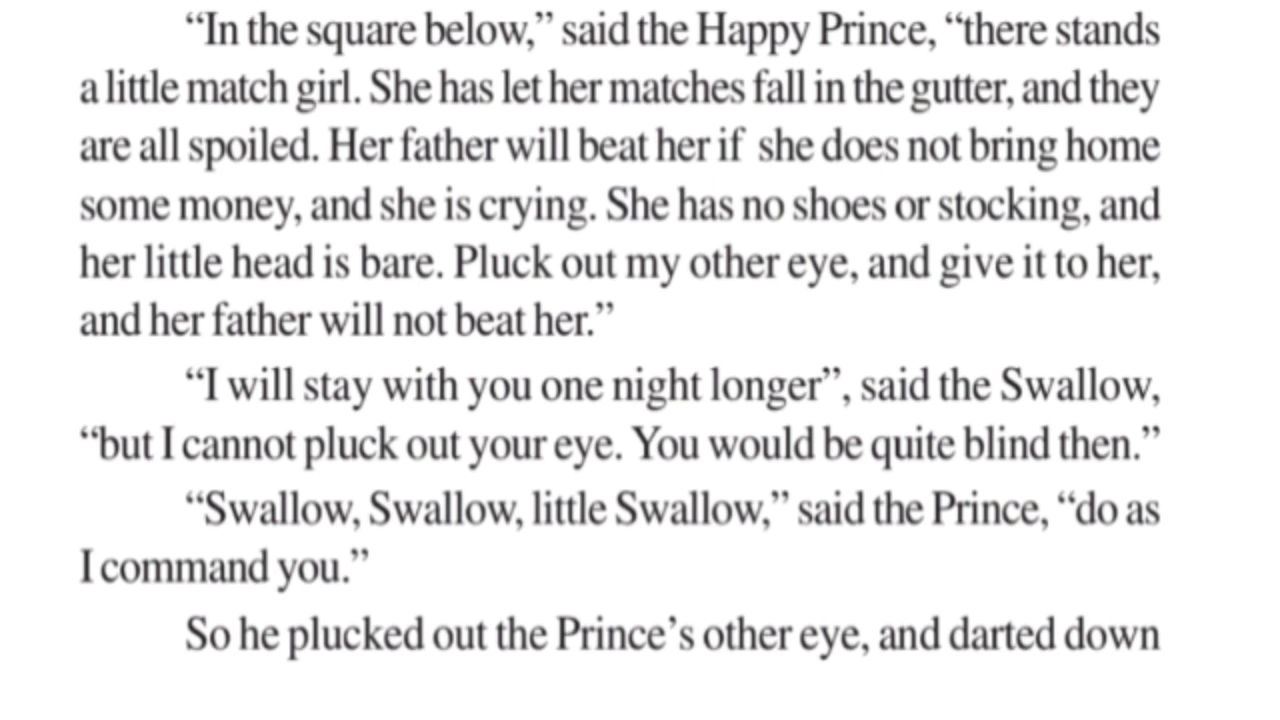 “In the square below,” said the Happy Prince, “there stands
a little match girl. She has let her matches fall in the gutter, and they
are all spoiled. Her father will beat her if she does not bring home
some money, and she is crying. She has no shoes or stocking, and
her little head is bare. Pluck out my other eye, and give it to her,
and her father will not beat her.”
“I will stay with you one night longer”, said the Swallow,
“but I cannot pluck out your eye. You would be quite blind then.”
“Swallow, Swallow, little Swallow,” said the Prince, “do as
I command you.”
So he plucked out the Prince’s other eye, and darted down